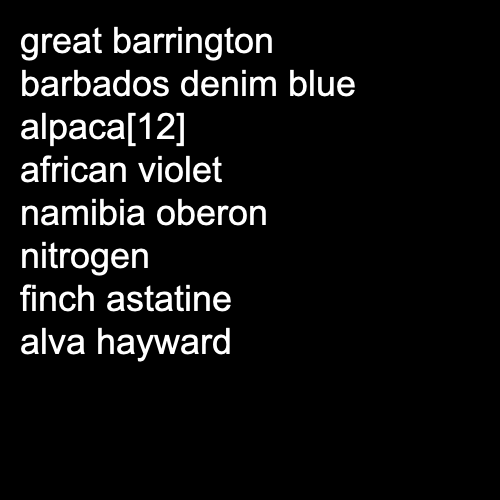 great barrington
barbados denim blue
alpaca[12]
african violet
namibia oberon
nitrogen
finch astatine
alva hayward